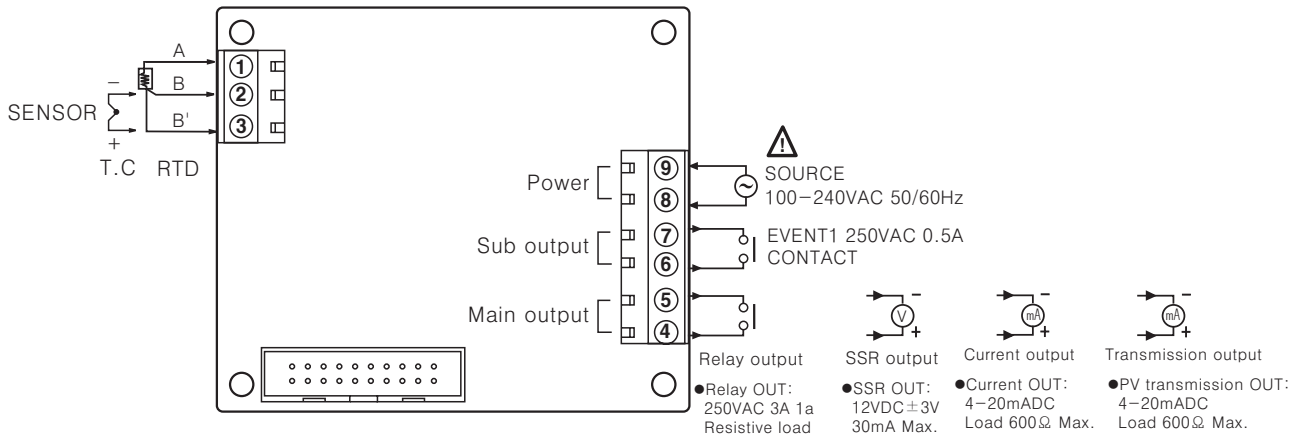 A
B
B'
−
SENSOR
+
T.C RTD
1
2
3
Power
Sub output
Main output
9
8
7
6
5
4
!
SOURCE
100−240VAC 50/60Hz
EVENT1 250VAC 0.5A
CONTACT
Relay output
●Relay OUT:
250VAC 3A 1a
Resistive load
−
V
+
SSR output
●SSR OUT:
12VDC±3V
30mA Max.
−
mA
+
Current output
●Current OUT:
4−20mADC
Load 600Ω Max.
−
mA
+
Transmission output
●PV transmission OUT:
4−20mADC
Load 600Ω Max.